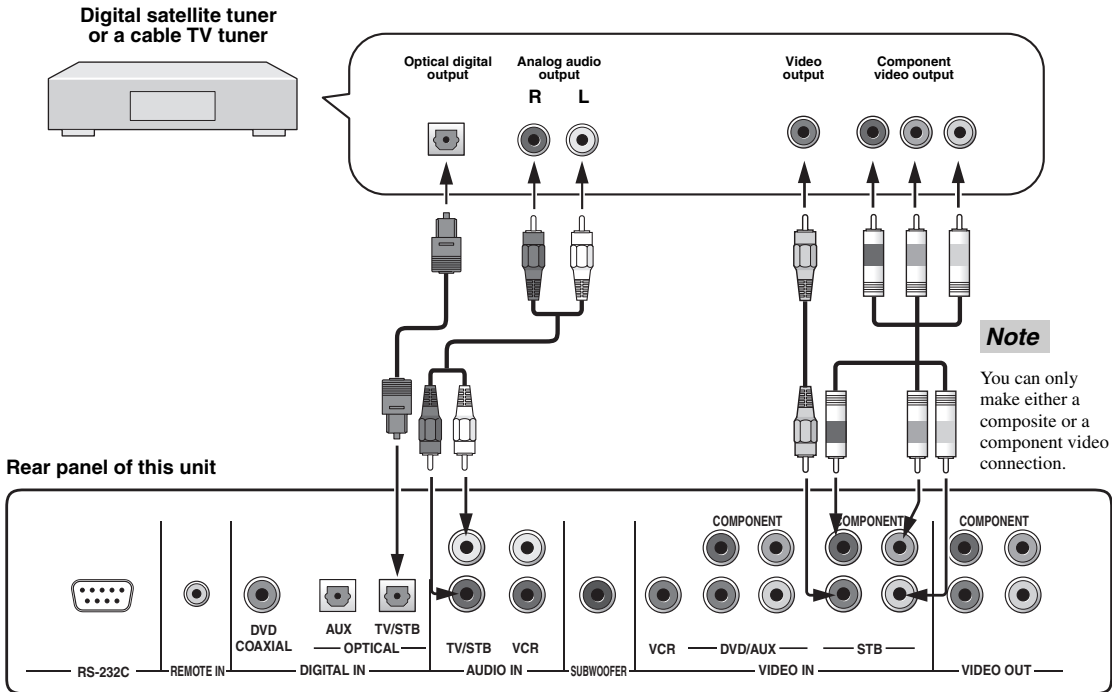 Digital satellite tuner
or a cable TV tuner
Optical digital
output
Analog audio
output
R L
Video
output
Component
video output
Note
You can only
make either a
composite or a
component video
connection.
Rear panel of this unit
COMPONENT
COMPONENT
COMPONENT
DVD
COAXIAL
AUX TV/STB
OPTICAL
TV/STB VCR
VCR DVD/AUX STB
RS-232C
REMOTE IN
DIGITAL IN
AUDIO IN
SUBWOOFER
VIDEO IN
VIDEO OUT